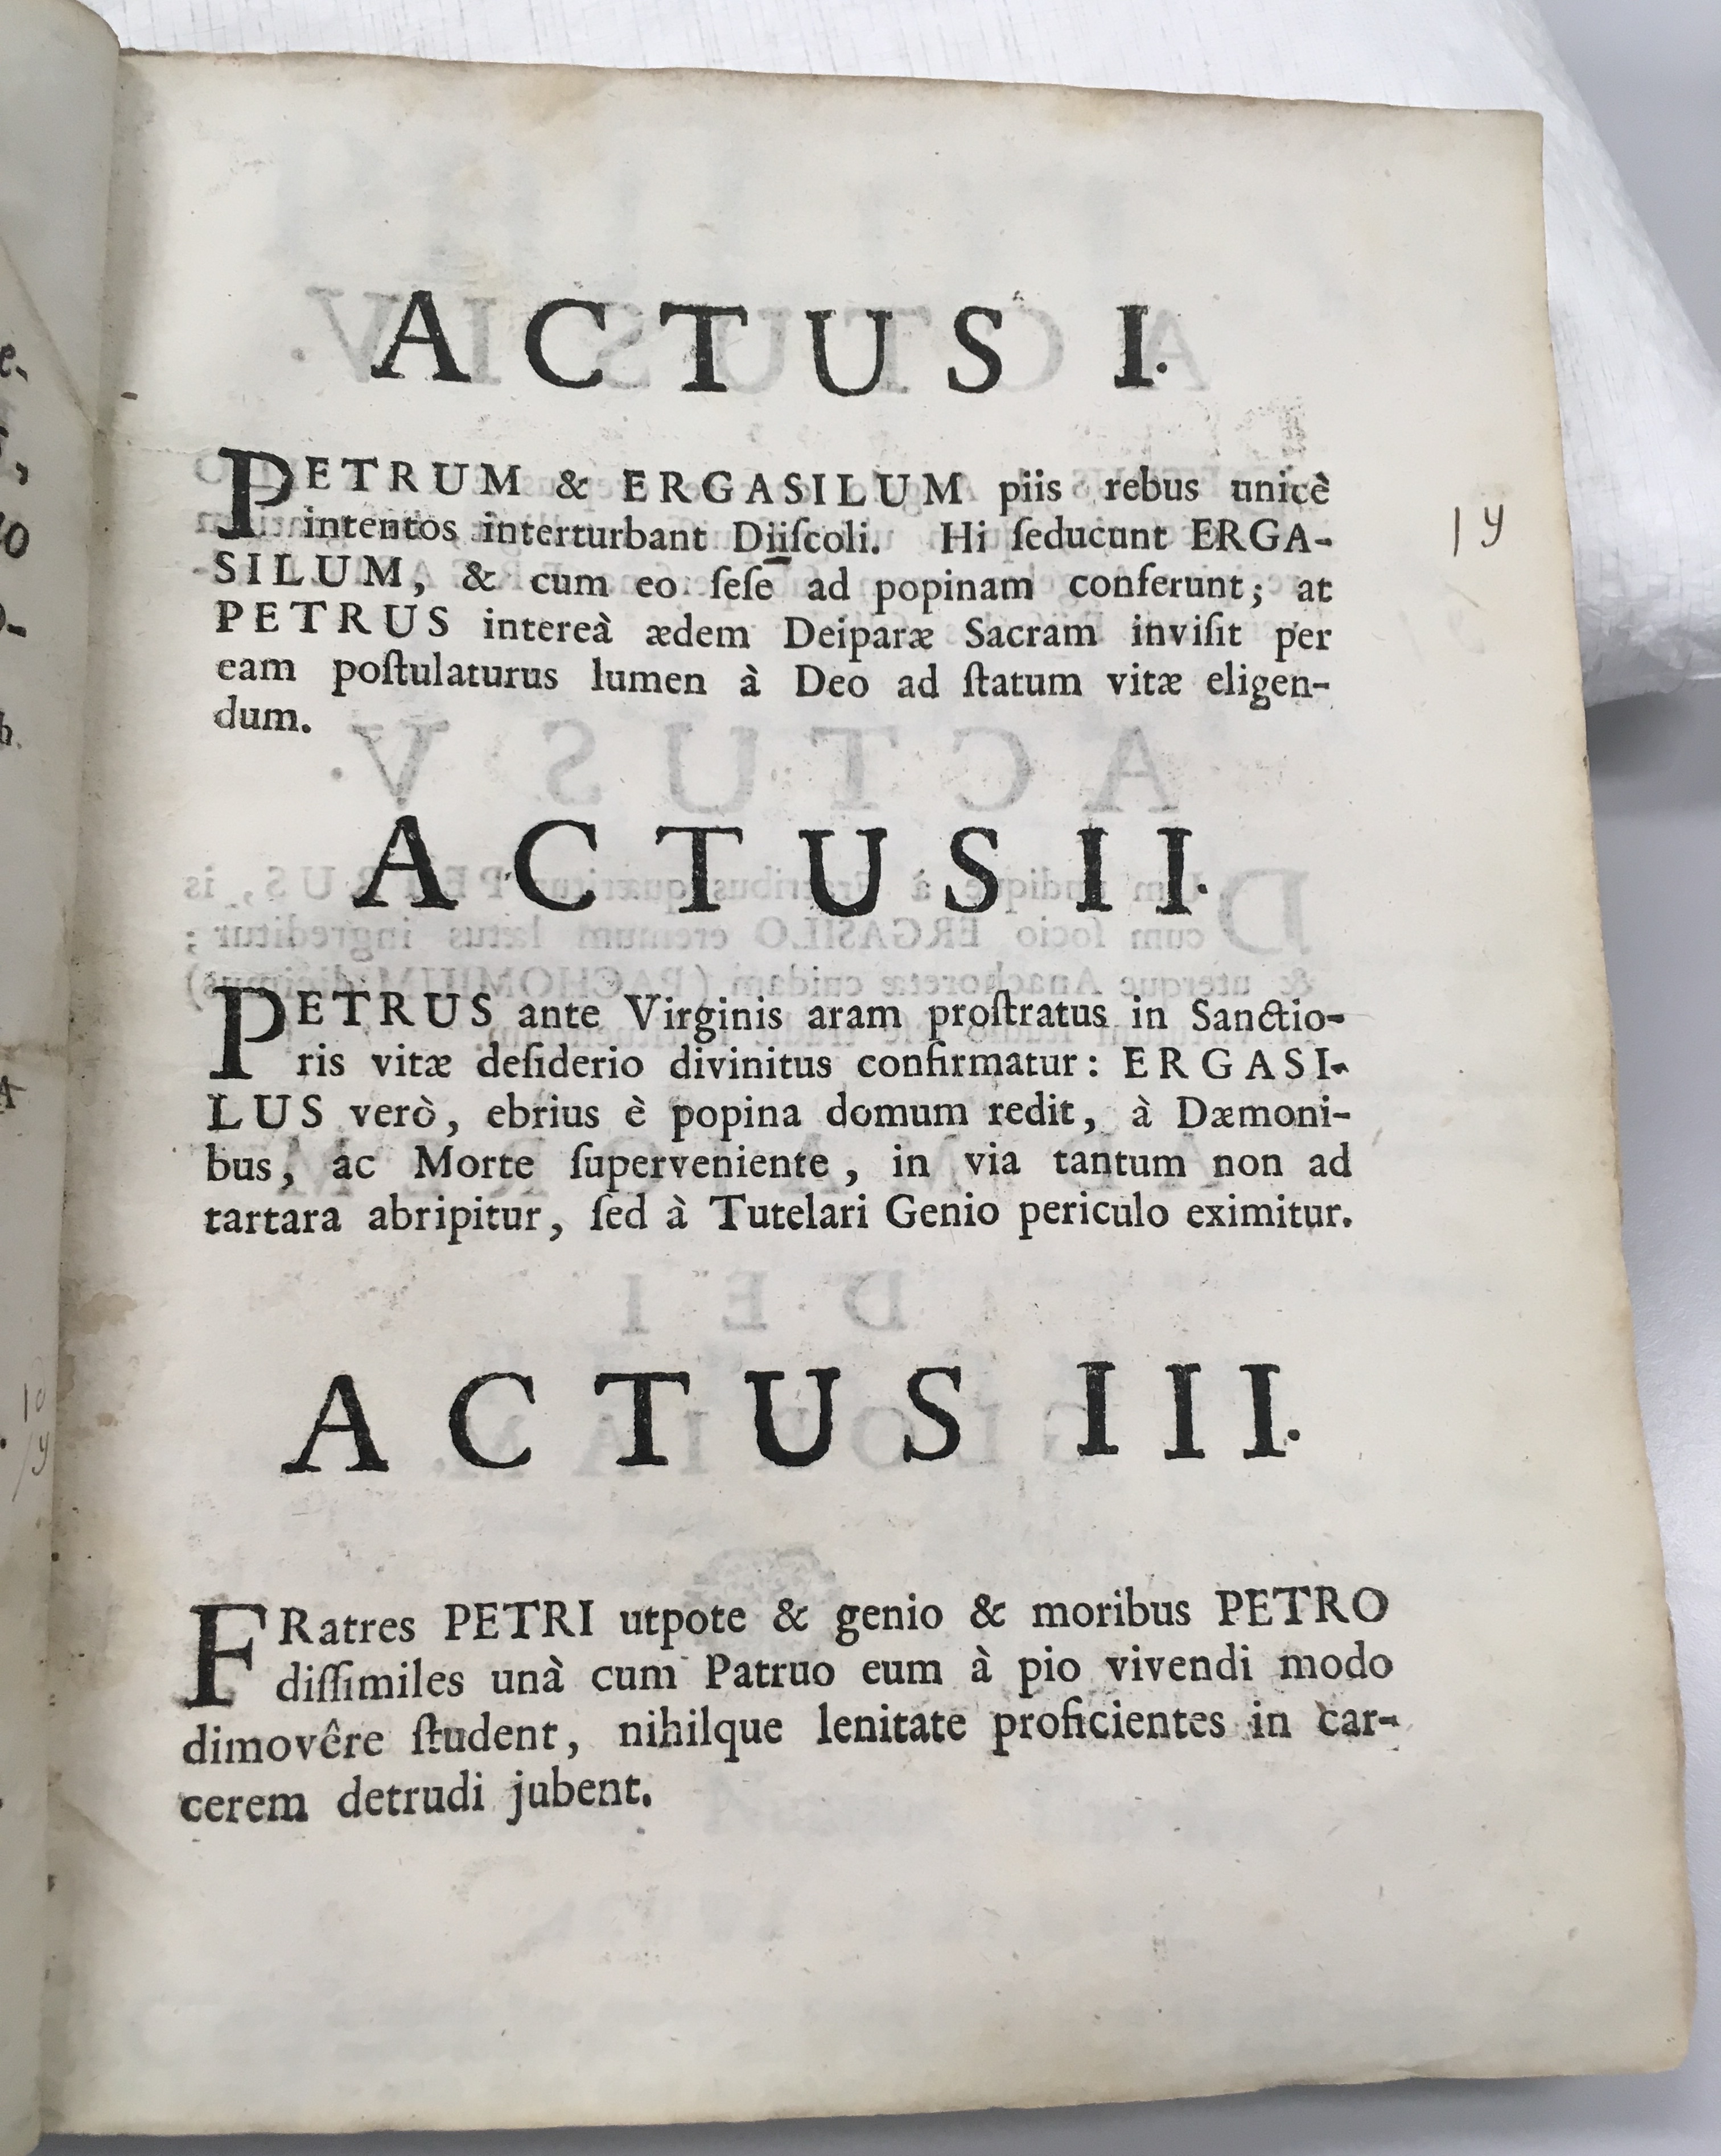 ACTUS I.
PETRUM & ERGASILUM piis rebus unicè
intentos interturbant Diiſcoli. Hi ſeducunt ERGA-
SILUM, & cum eo ſeſe ad popinam conferunt; at
PETRUS intereà ædem Deiparæ Sacram inviſit per
eam poſtulaturus lumen à Deo ad ſtatum vitæ eligen-
dum.
ACTUS II.
PETRUS ante Virginis aram proſtratus in Sanctio-
ris vitæ deſiderio divinitus confirmatur: ERGASI-
LUS verò, ebrius è popina domum redit, à Dæmoni-
bus, ac Morte ſuperveniente, in via tantum non ad
tartara abripitur, ſed à Tutelari Genio periculo eximitur.
ACTUS III.
FRatres PETRI utpote & genio & moribus PETRO
diſſimiles unà cum Patruo eum à pio vivendi modo
dimovêre ſtudent, nihilque lenitate proficientes in car-
cerem detrudi jubent.